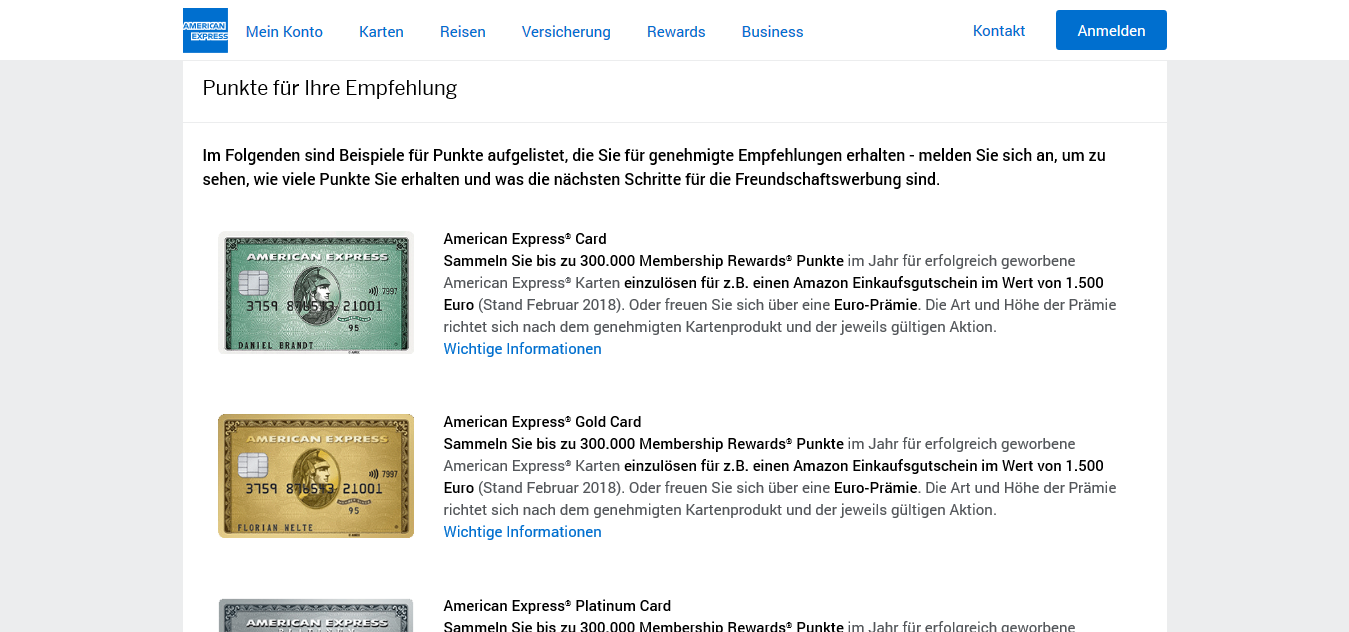 AMERICAN
EXPRESS
Mein Konto Karten Reisen Versicherung Rewards Business Kontakt Anmelden
Punkte für Ihre Empfehlung
Im Folgenden sind Beispiele für Punkte aufgelistet, die Sie für genehmigte Empfehlungen erhalten - melden Sie sich an, um zu
sehen, wie viele Punkte Sie erhalten und was die nächsten Schritte für die Freundschaftswerbung sind.
AMERICAN EXPRESS
7997
3759 876543 21001
95
DANIEL BRANDT
American Express® Card
Sammeln Sie bis zu 300.000 Membership Rewards® Punkte im Jahr für erfolgreich geworbene
American Express® Karten einzulösen für z.B. einen Amazon Einkaufsgutschein im Wert von 1.500
Euro (Stand Februar 2018). Oder freuen Sie sich über eine Euro-Prämie. Die Art und Höhe der Prämie
richtet sich nach dem genehmigten Kartenprodukt und der jeweils gültigen Aktion.
Wichtige Informationen
AMERICAN EXPRESS
7997
3759 876543 21001
95
FLORIAN WELTE
American Express® Gold Card
Sammeln Sie bis zu 300.000 Membership Rewards® Punkte im Jahr für erfolgreich geworbene
American Express® Karten einzulösen für z.B. einen Amazon Einkaufsgutschein im Wert von 1.500
Euro (Stand Februar 2018). Oder freuen Sie sich über eine Euro-Prämie. Die Art und Höhe der Prämie
richtet sich nach dem genehmigten Kartenprodukt und der jeweils gültigen Aktion.
Wichtige Informationen
AMERICAN EXPRESS
American Express® Platinum Card
Sammeln Sie bis zu 300.000 Membership Rewards® Punkte im Jahr für erfolgreich geworbene